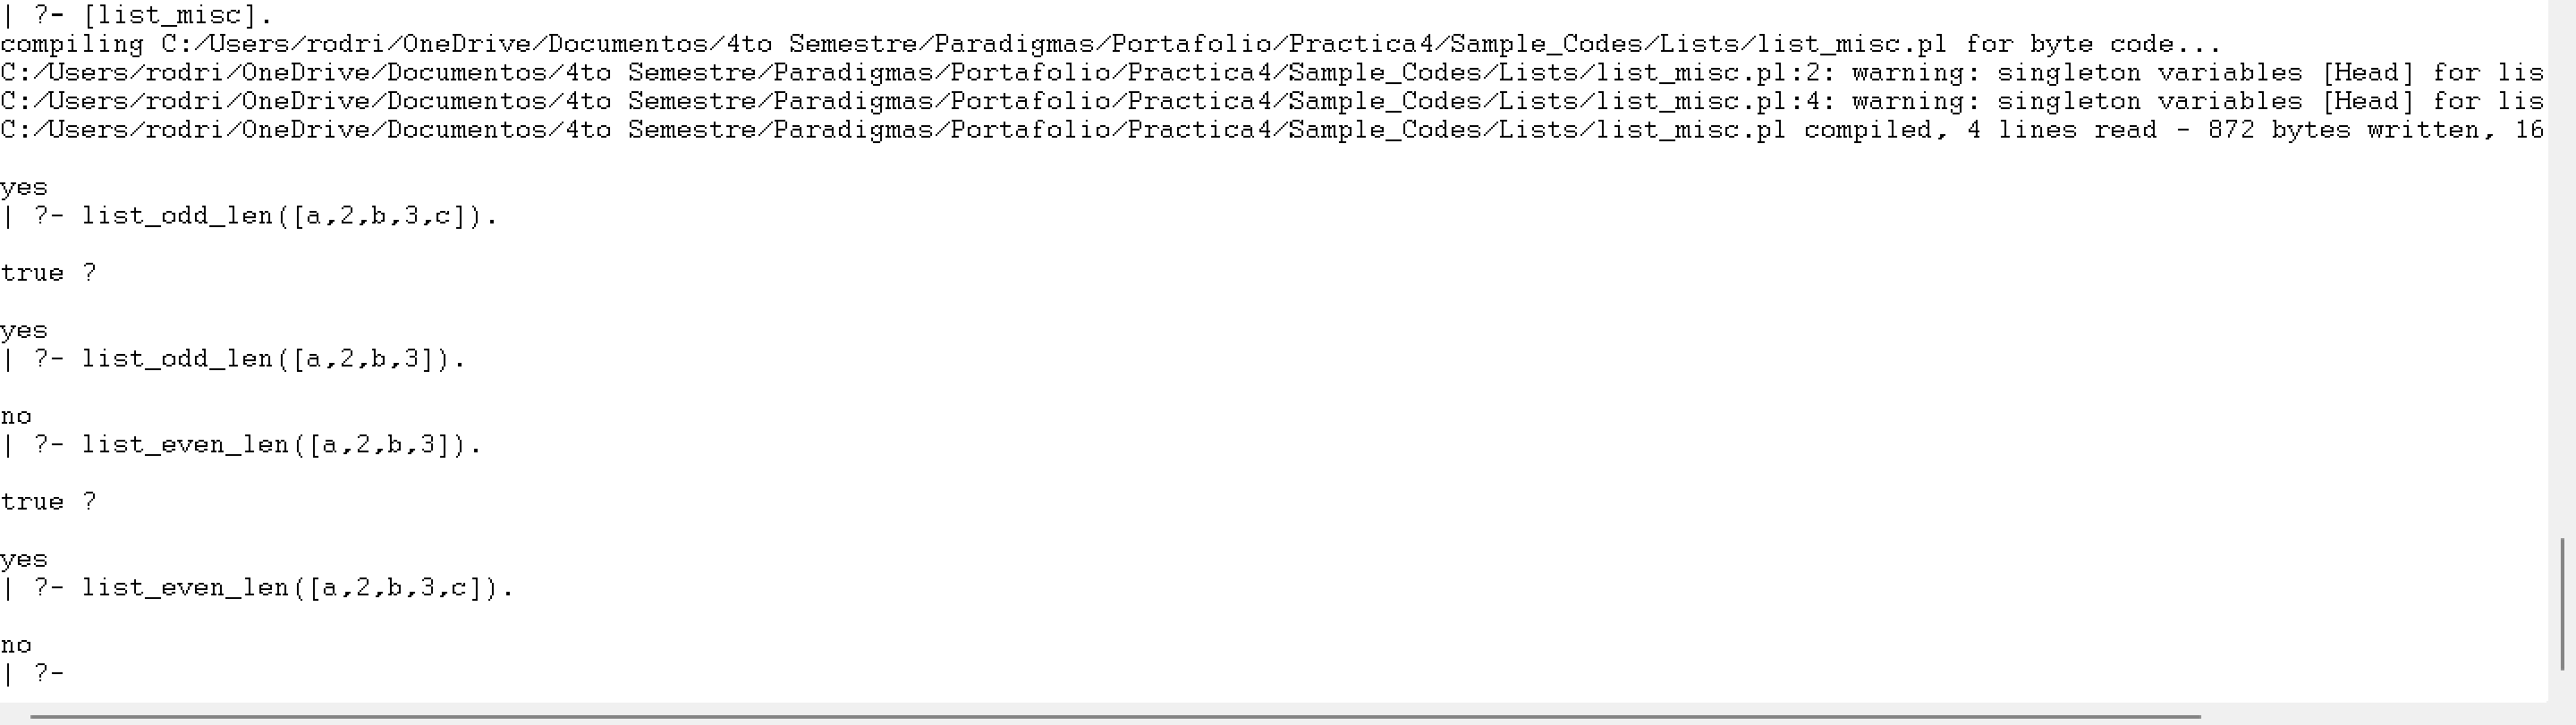 | ?- [list_misc].
compiling C:/Users/rodri/OneDrive/Documentos/4to Semestre/Paradigmas/Portafolio/Practica4/Sample_Codes/Lists/list_misc.pl for byte code...
C:/Users/rodri/OneDrive/Documentos/4to Semestre/Paradigmas/Portafolio/Practica4/Sample_Codes/Lists/list_misc.pl:2: warning: singleton variables [Head] for lis
C:/Users/rodri/OneDrive/Documentos/4to Semestre/Paradigmas/Portafolio/Practica4/Sample_Codes/Lists/list_misc.pl:4: warning: singleton variables [Head] for lis
C:/Users/rodri/OneDrive/Documentos/4to Semestre/Paradigmas/Portafolio/Practica4/Sample_Codes/Lists/list_misc.pl compiled, 4 lines read - 872 bytes written, 16
yes
| ?- list_odd_len([a,2,b,3,c]).
true ?
yes
| ?- list_odd_len([a,2,b,3]).
no
| ?- list_even_len([a,2,b,3]).
true ?
yes
| ?- list_even_len([a,2,b,3,c]).
no
| ?-